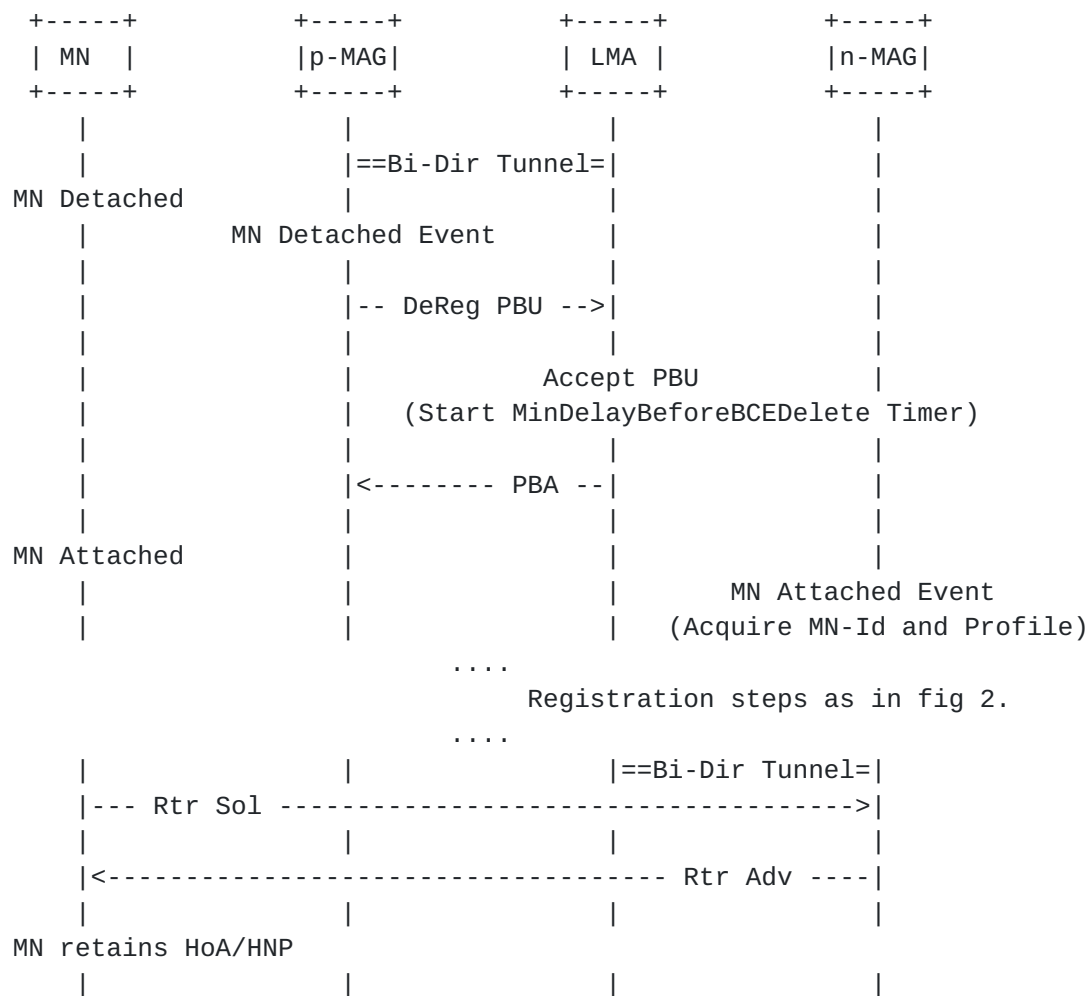 +-----+          +-----+          +-----+          +-----+
| MN  |          |p-MAG|          | LMA |          |n-MAG|
+-----+          +-----+          +-----+          +-----+
    |                |                |                |
    |                |==Bi-Dir Tunnel=|                |
MN Detached          |                |                |
    |         MN Detached Event       |                |
    |                |                |                |
    |                |-- DeReg PBU -->|                |
    |                |                |                |
    |                |            Accept PBU           |
    |                |   (Start MinDelayBeforeBCEDelete Timer)
    |                |                |                |
    |                |<-------- PBA --|                |
    |                |                |                |
MN Attached          |                |                |
    |                |                |       MN Attached Event
    |                |                |   (Acquire MN-Id and Profile)
                           ....
                                Registration steps as in fig 2.
                           ....
    |                |                |==Bi-Dir Tunnel=|
    |--- Rtr Sol ------------------------------------->|
    |                |                |                |
    |<------------------------------------ Rtr Adv ----|
    |                |                |                |
MN retains HoA/HNP
    |                |                |                |